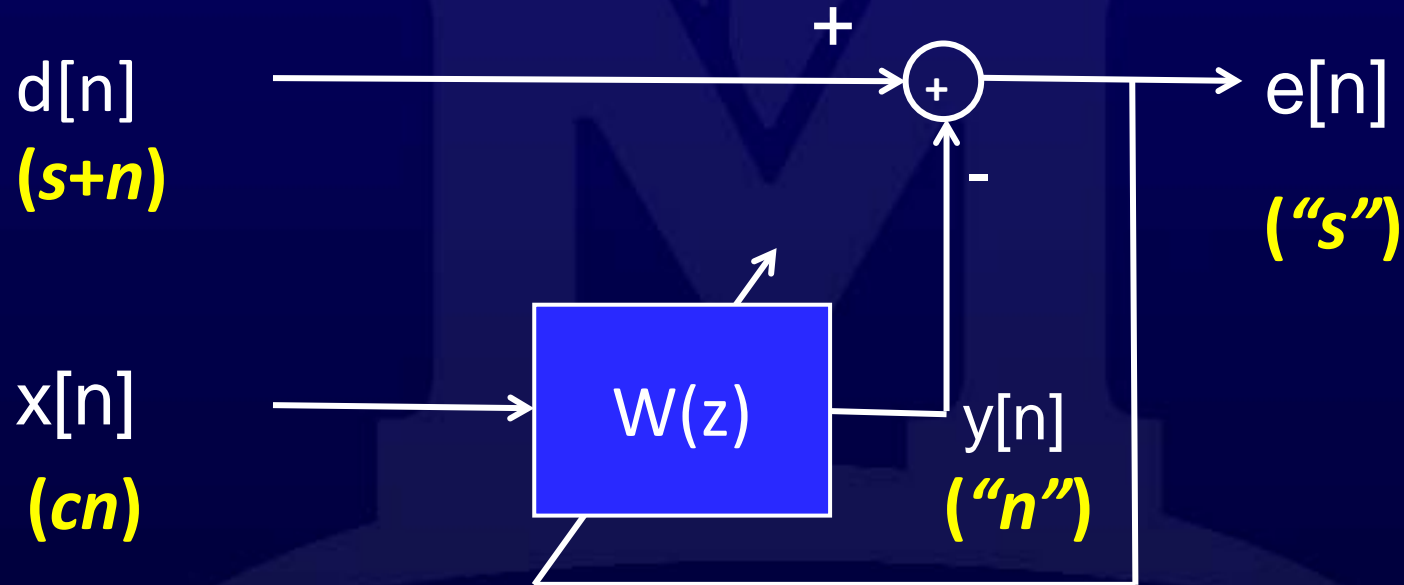 +
d[n]
(s+n)
+
e[n]
-
(“s”)
x[n]
(cn)
W(z)
y[n]
(“n”)